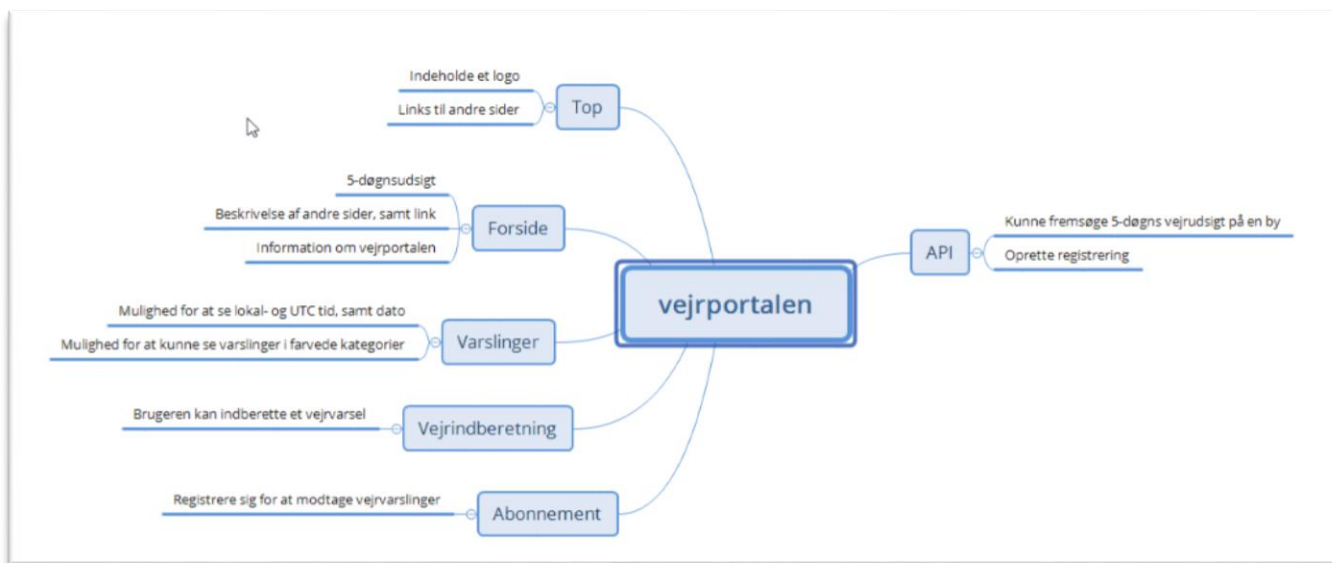 Indeholde et logo
Links til andre sider
Top
5-døgnsudsigt
Beskrivelse af andre sider, samt link
Information om vejrportalen
Forside
Mulighed for at se lokal- og UTC tid, samt dato
Mulighed for at kunne se varslinger i farvede kategorier
Varslinger
Brugeren kan indberette et vejrvarsel
Vejrindberetning
Registrere sig for at modtage vejrvarslinger
Abonnement
vejrportalen
API
Kunne fremsøge 5-døgns vejrudsigt på en by
Oprette registrering